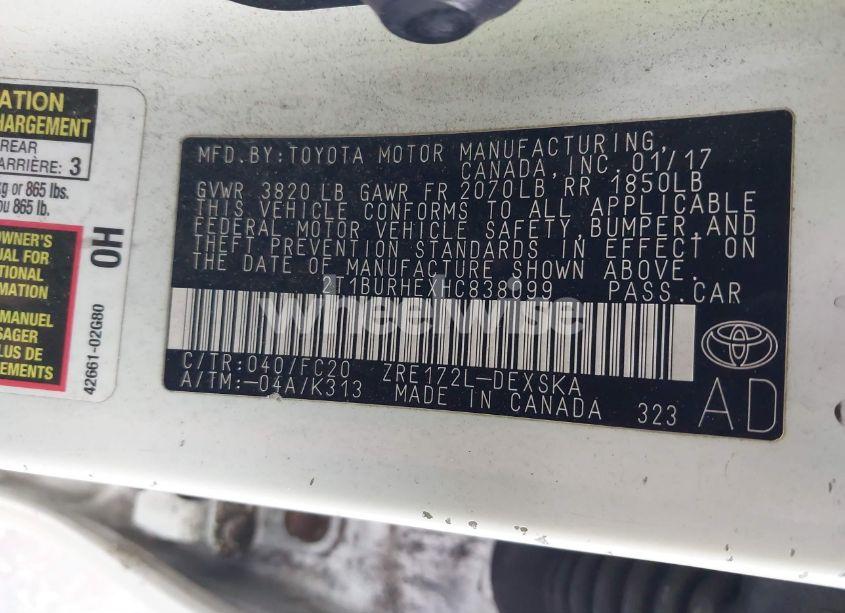 ATION
HARGEMENT
REAR
ARRIÈRE: 3
kg or 865 lbs.
ou 865 lb.
OWNER'S
UAL FOR
TIONAL
RMATION
MANUEL
SAGER
PLUS DE
EMENTS.
OH
42661-02G80
MFD. BY: TOYOTA MOTOR MANUFACTURING,
CANADA, INC. 01/17
GVWR 3820 LB GAWR FR 2070LB RR 1850LB
THIS VEHICLE CONFORMS TO ALL APPLICABLE
FEDERAL MOTOR VEHICLE SAFETY, BUMPER, AND
THEFT PREVENTION STANDARDS IN EFFECT ON
THE DATE OF MANUFACTURE SHOWN ABOVE.
2T1BURHEXHC838099 PASS. CAR
wheelwise
C/TR: 040/FC20 ZRE172L-DEXSKA
A/TM: -04A/K313 MADE IN CANADA 323
AD